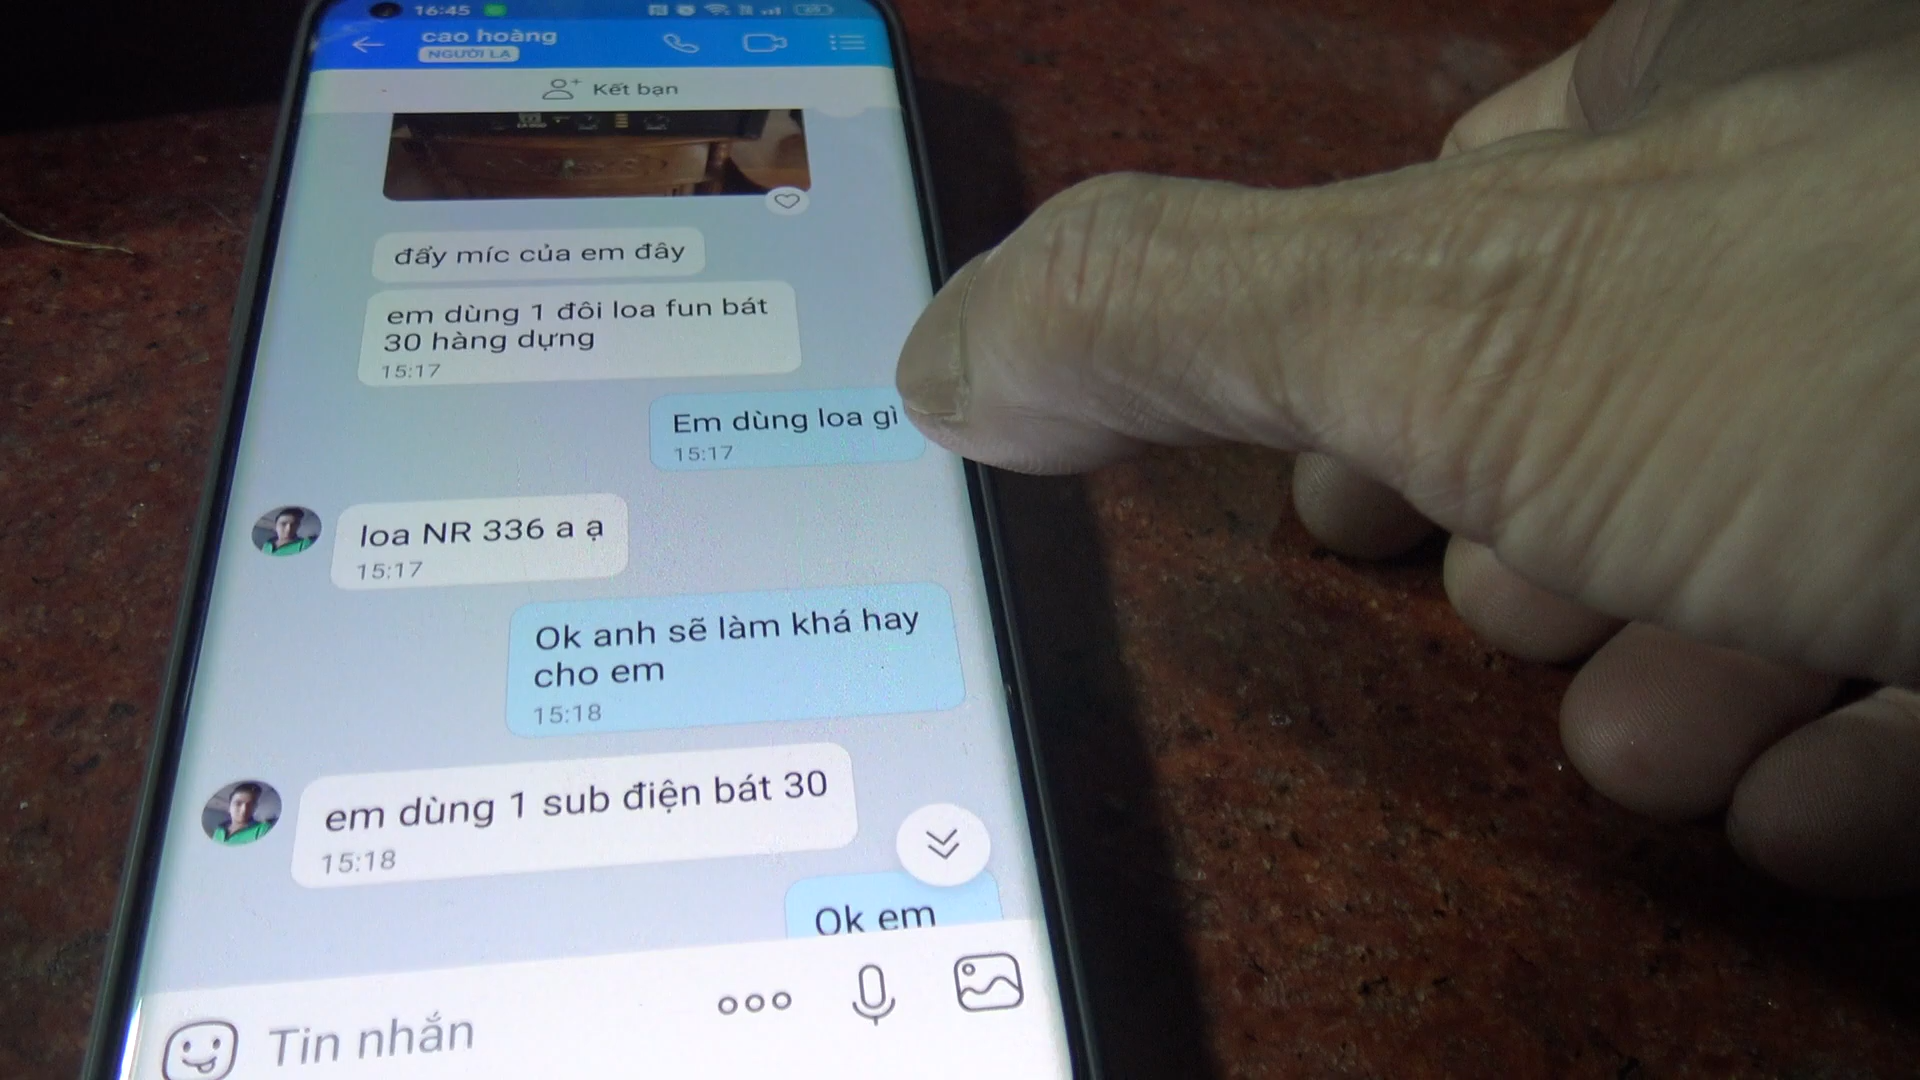 16:45
cao hoàng
NGƯỜI LẠ
Kết bạn
đẩy míc của em đây
em dùng 1 đôi loa fun bát
30 hàng dựng
15:17
Em dùng loa gì
15:17
loa NR 336 a ạ
15:17
Ok anh sẽ làm khá hay
cho em
15:18
em dùng 1 sub điện bát 30
15:18
Ok em
Tin nhắn